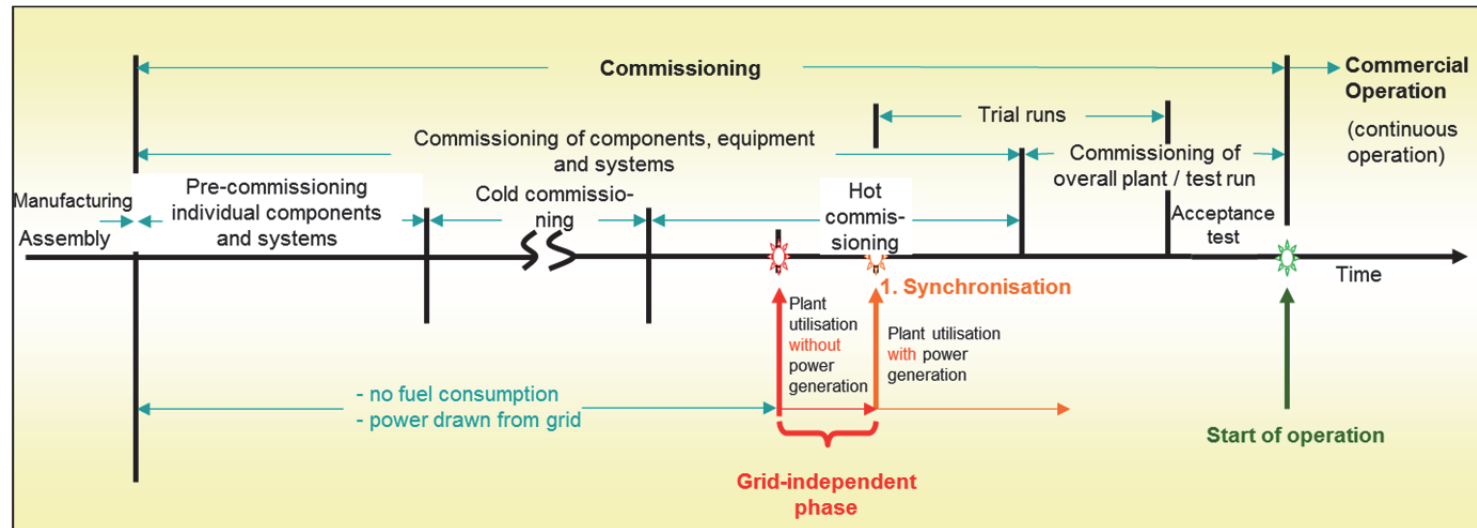 Commissioning
Commercial
Operation
(continuous
operation)
Trial runs
Commissioning of components, equipment
and systems
Commissioning of
overall plant / test run
Manufacturing
Assembly
Pre-commissioning
individual components
and systems
Cold commissio-
ning
Hot
commis-
sioning
Acceptance
test
Time
1. Synchronisation
Plant
utilisation
without
power
generation
Plant utilisation
with power
generation
- no fuel consumption
- power drawn from grid
Start of operation
Grid-independent
phase